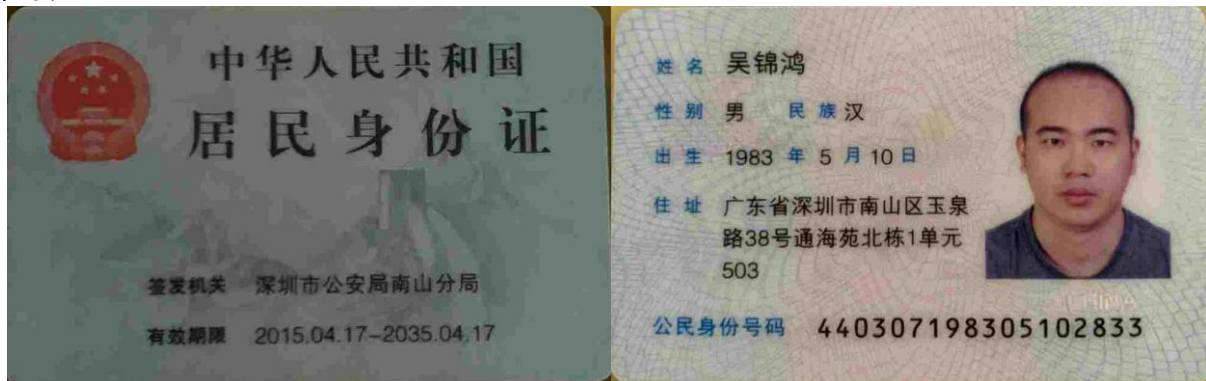 中华人民共和国
居民身份证
签发机关 深圳市公安局南山分局
有效期限 2015.04.17-2035.04.17
姓名 吴锦鸿
性别 男 民族 汉
出生 1983 年 5 月 10 日
住址 广东省深圳市南山区玉泉
路38号通海苑北栋1单元
503
公民身份号码 440307198305102833